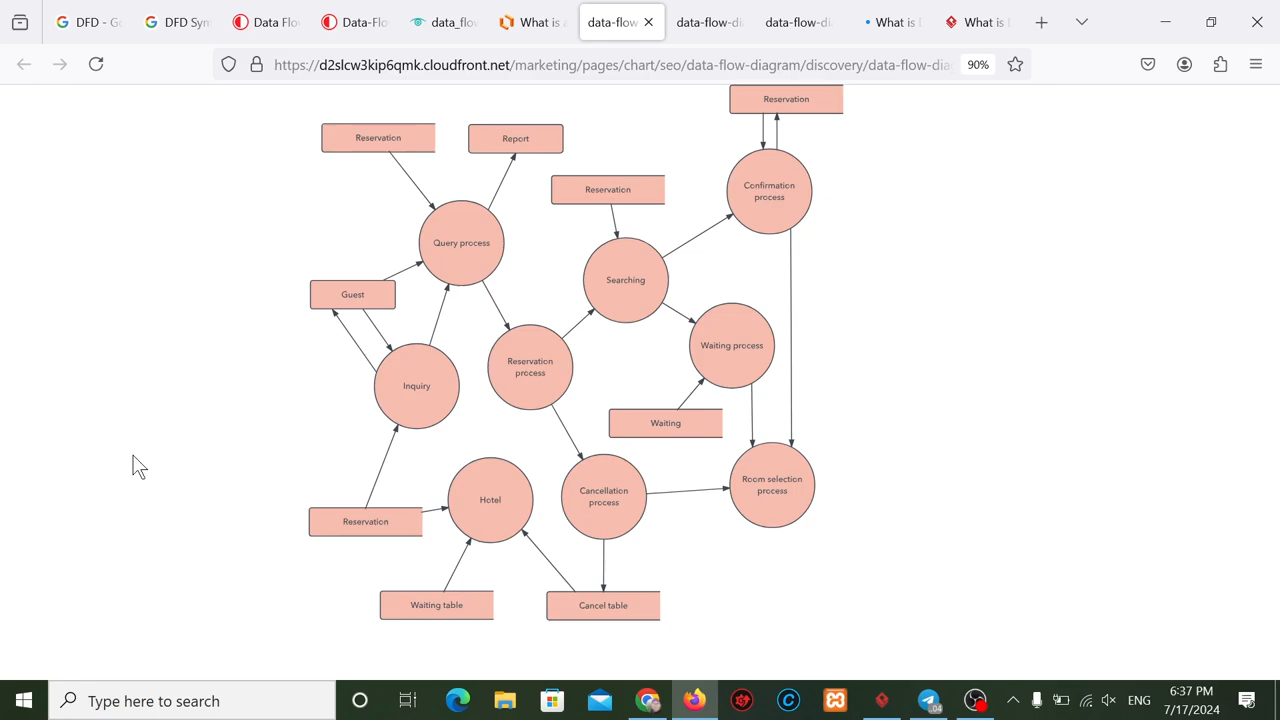 DFD - Go
DFD Sym
Data Flo
Data-Flo
data_flo
What is a
data-flow
data-flow-di
data-flow-di
What is D
What is D
https://d2slcw3kip6qmk.cloudfront.net/marketing/pages/chart/seo/data-flow-diagram/discovery/data-flow-dia
90%
Reservation
Reservation
Report
Reservation
Confirmation
process
Query process
Searching
Guest
Waiting process
Reservation
process
Inquiry
Waiting
Room selection
process
Cancellation
process
Hotel
Reservation
Waiting table
Cancel table
Type here to search
04
ENG
6:37 PM
7/17/2024